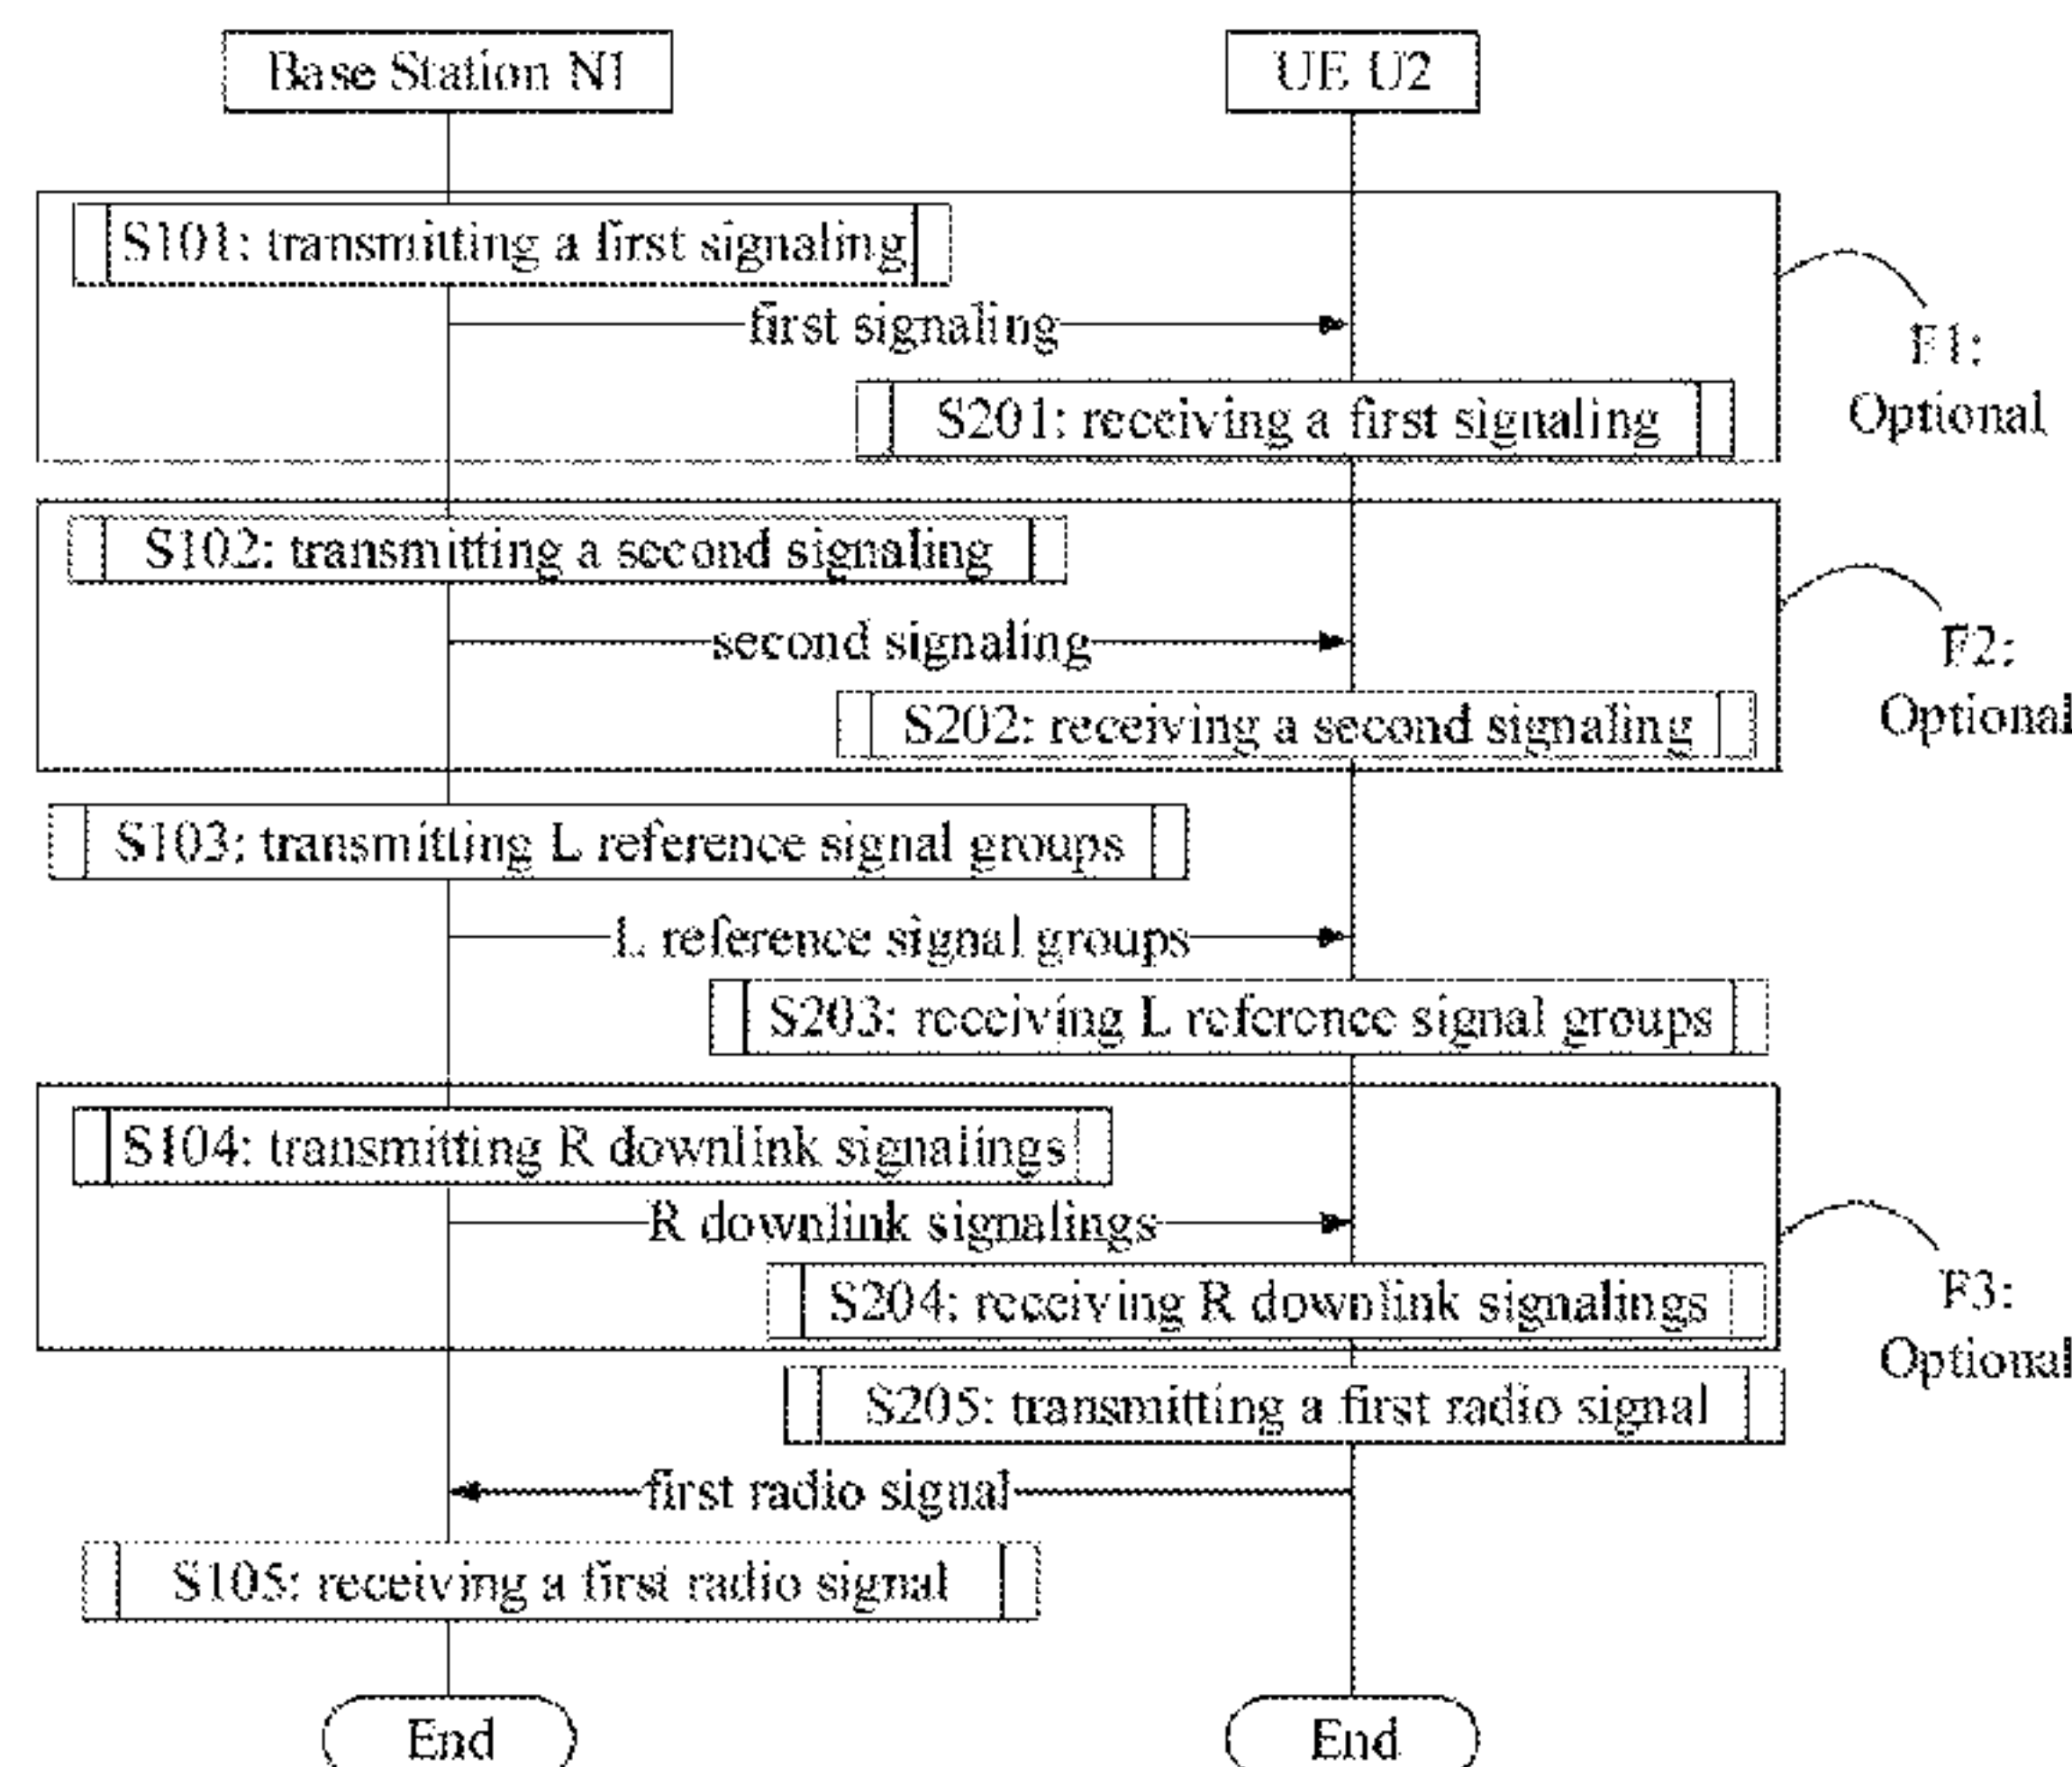 Base Station N1
UE U2
S101: transmitting a first signaling
first signaling
F1:
Optional
S201: receiving a first signaling
S102: transmitting a second signaling
second signaling
F2:
Optional
S202: receiving a second signaling
S103: transmitting L reference signal groups
L reference signal groups
S203: receiving L reference signal groups
S104: transmitting R downlink signalings
R downlink signalings
F3:
Optional
S204: receiving R downlink signalings
S205: transmitting a first radio signal
first radio signal
S105: receiving a first radio signal
End
End